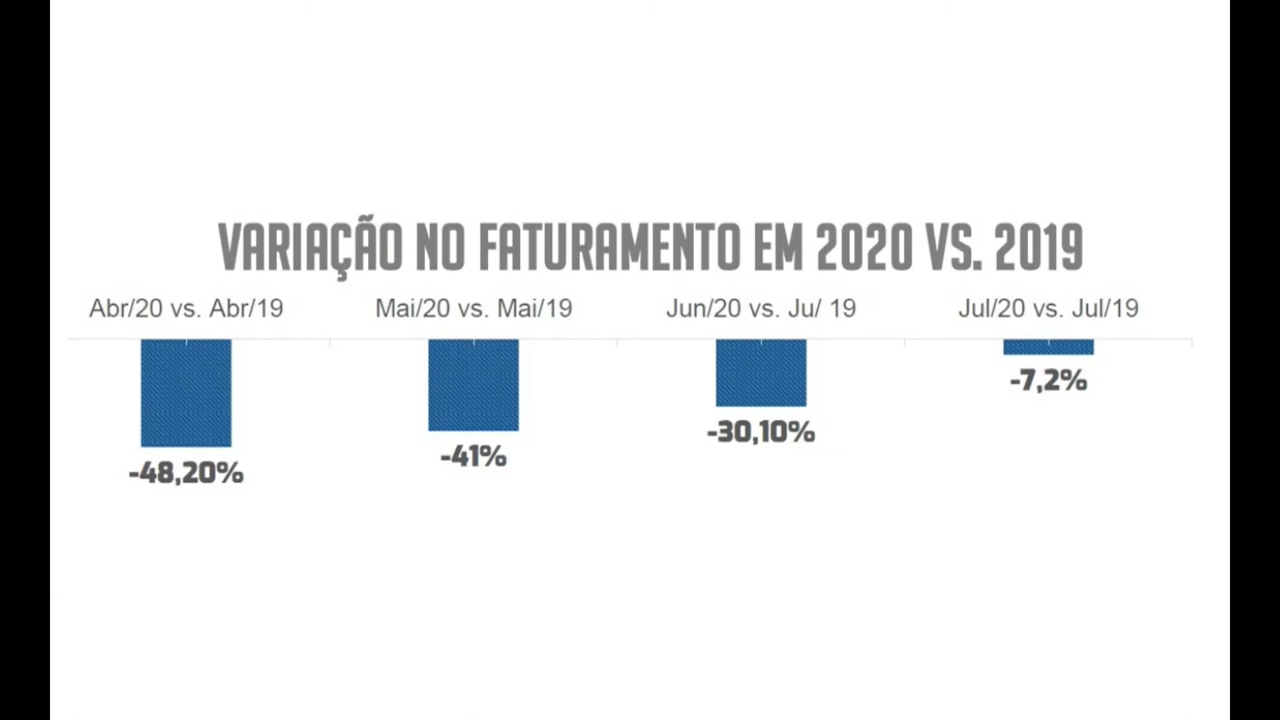 VARIAÇÃO NO FATURAMENTO EM 2020 VS. 2019
Abr/20 vs. Abr/19 Mai/20 vs. Mai/19 Jun/20 vs. Ju/ 19 Jul/20 vs. Jul/19
-48,20% -41% -30,10% -7,2%